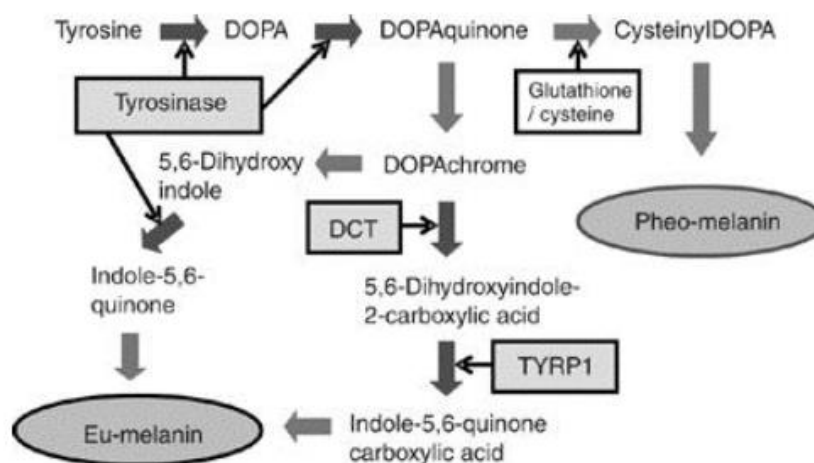 Tyrosine
DOPA
DOPAquinone
CysteinylDOPA
Tyrosinase
Glutathione
/ cysteine
5,6-Dihydroxy
indole
DOPAchrome
DCT
Pheo-melanin
Indole-5,6-
quinone
5,6-Dihydroxyindole-
2-carboxylic acid
TYRP1
Eu-melanin
Indole-5,6-quinone
carboxylic acid